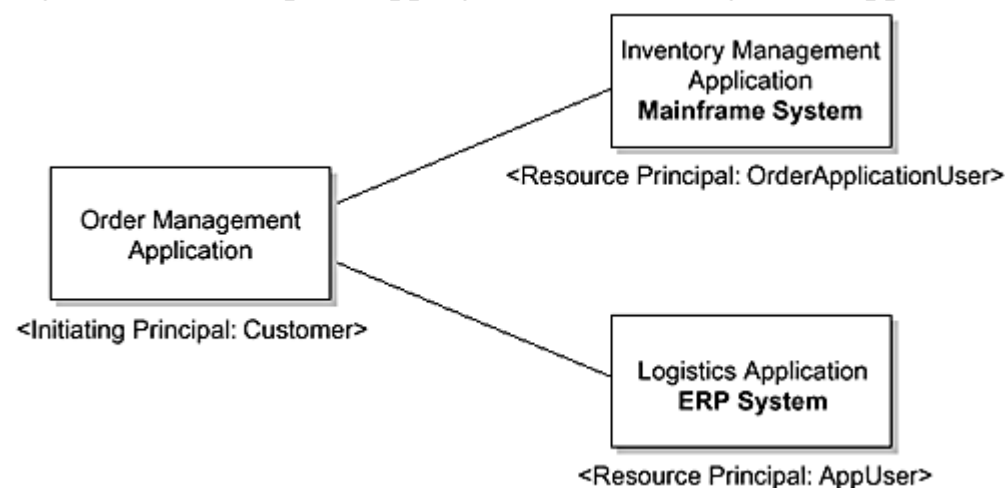 Inventory Management
Application
Mainframe System
<Resource Principal: OrderApplicationUser>
Order Management
Application
<Initiating Principal: Customer>
Logistics Application
ERP System
<Resource Principal: AppUser>